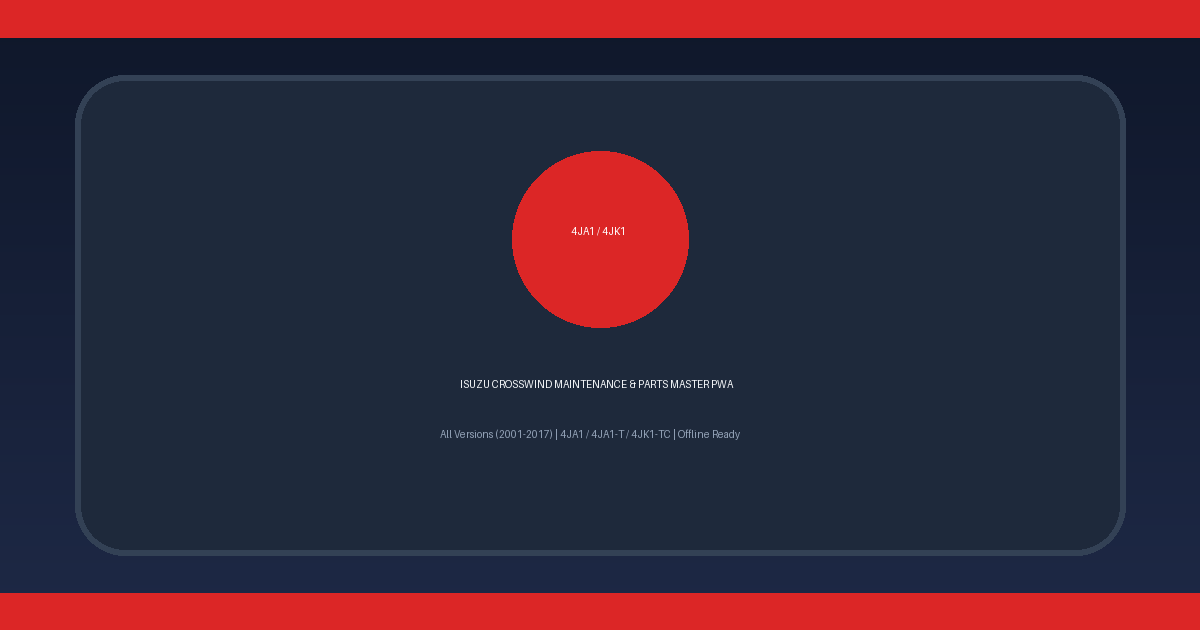 4JA1 / 4JK1
ISUZU CROSSWIND MAINTENANCE & PARTS MASTER PWA
All Versions (2001-2017) | 4JA1 / 4JA1-T / 4JK1-TC | Offline Ready